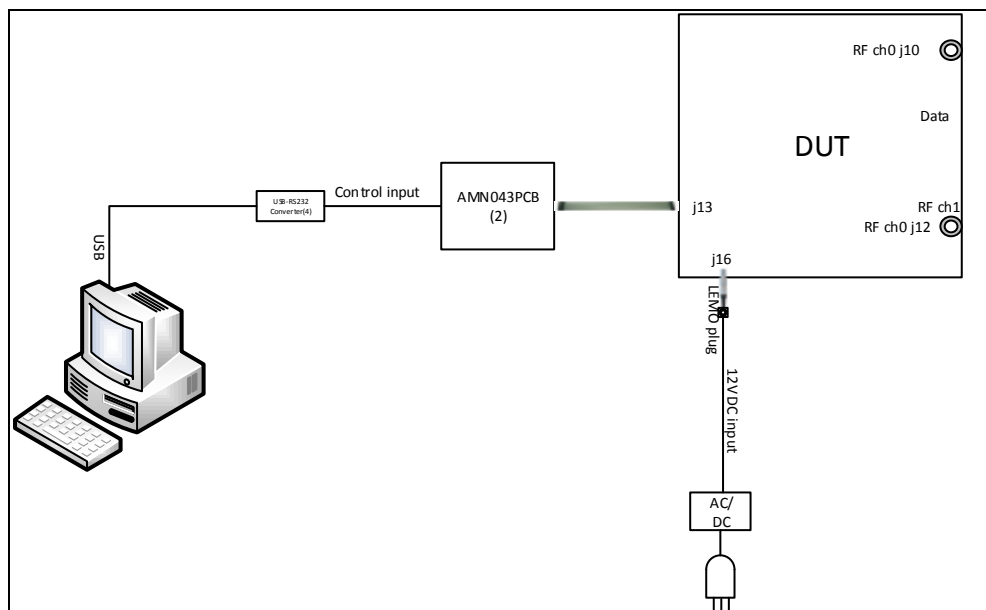 RF ch0 j10
Data
DUT
USB-RS232
Converter(4)
Control input
AMN043PCB
(2)
j13
RF ch1
RF ch0 j12
USB
j16
LEMO plug
12V DC input
AC/
DC